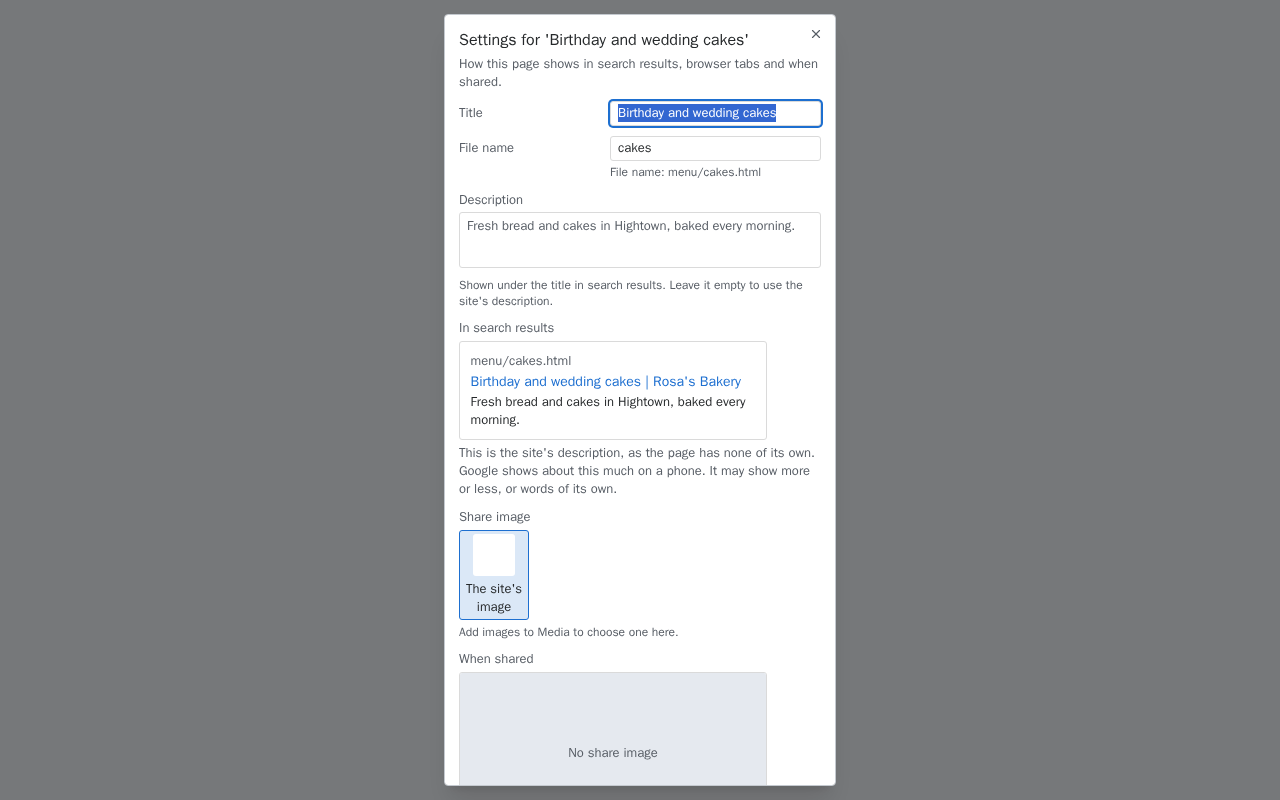 Settings for 'Birthday and wedding cakes'
How this page shows in search results, browser tabs and when
shared.
Title
Birthday and wedding cakes
File name
cakes
File name: menu/cakes.html
Description
Fresh bread and cakes in Hightown, baked every morning.
Shown under the title in search results. Leave it empty to use the
site's description.
In search results
menu/cakes.html
Birthday and wedding cakes | Rosa's Bakery
Fresh bread and cakes in Hightown, baked every
morning.
This is the site's description, as the page has none of its own.
Google shows about this much on a phone. It may show more
or less, or words of its own.
Share image
The site's
image
Add images to Media to choose one here.
When shared
No share image